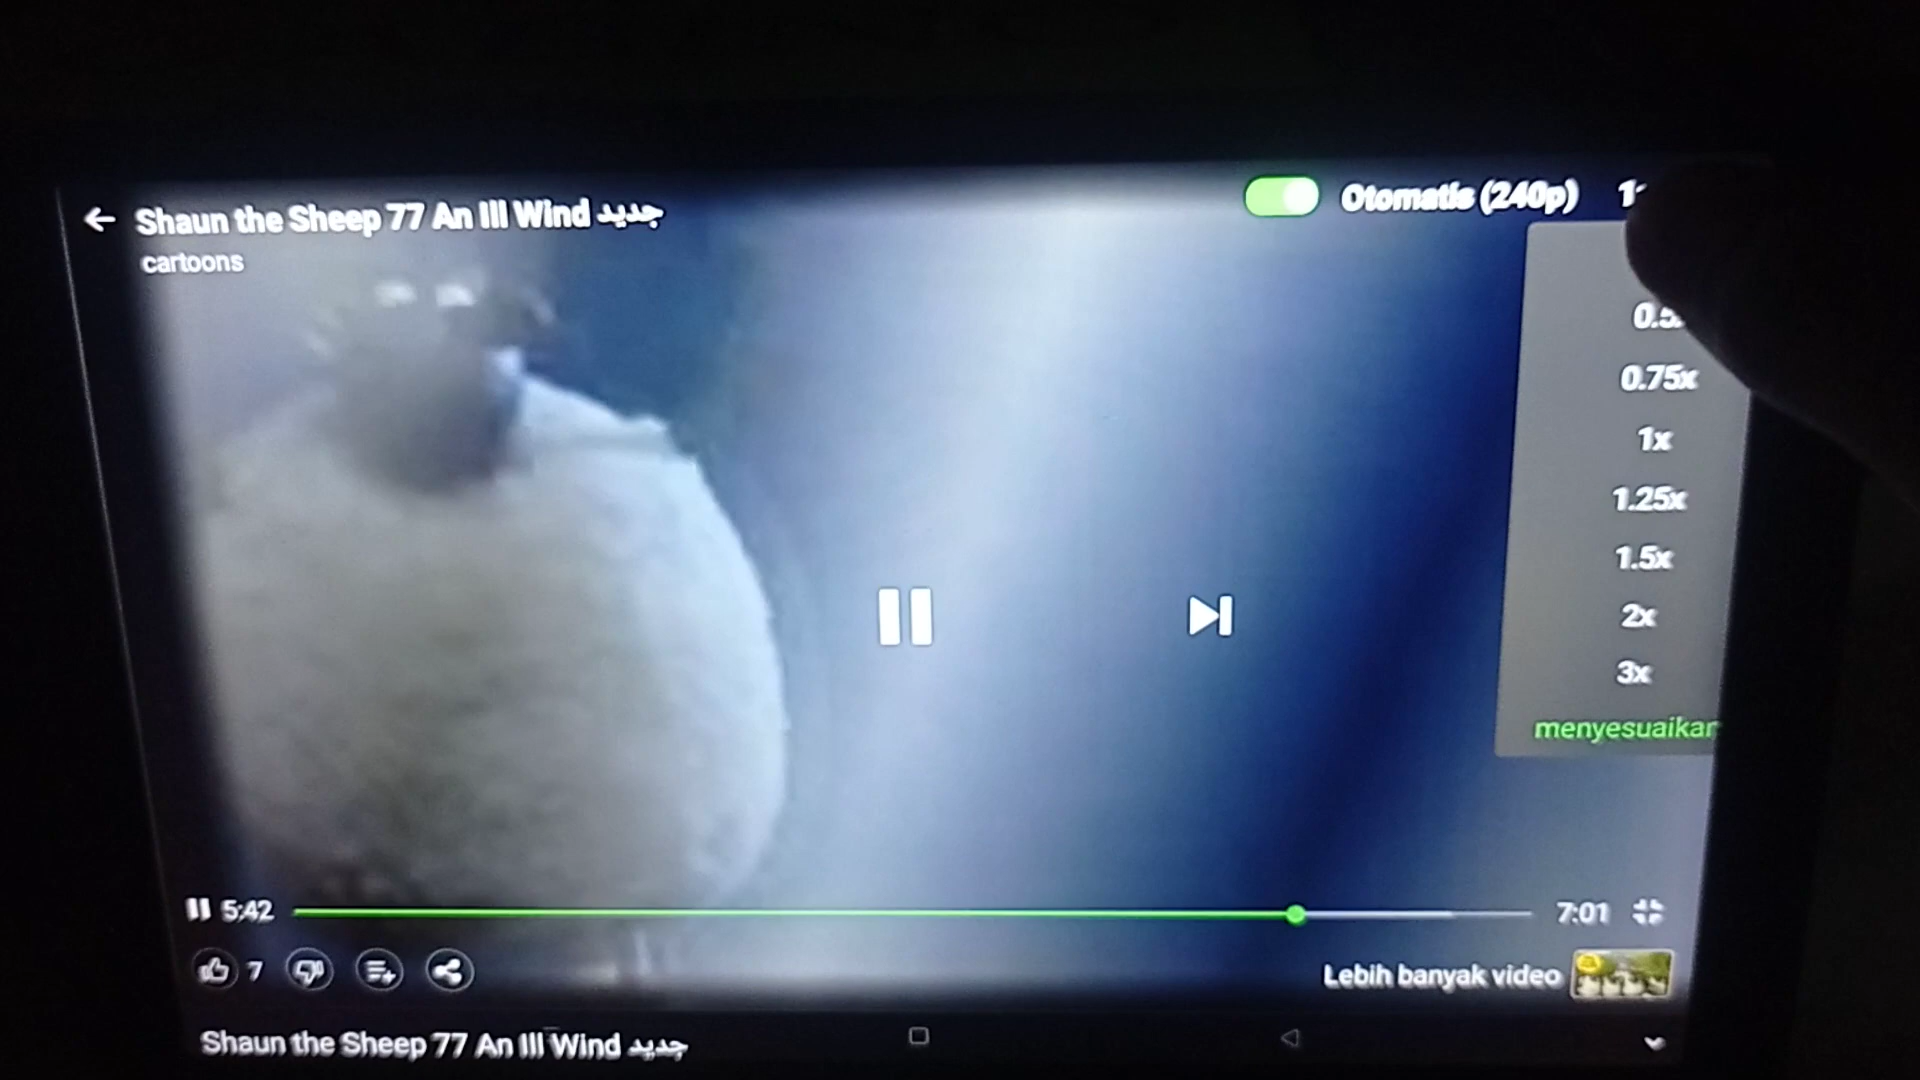 Shaun the Sheep 77 An Ill Wind جديد
cartoons
Otomatis (240p)
0.75x
1x
1.25x
1.5x
2x
3x
menyesuaikan
5:42
7:01
7
Lebih banyak video
Shaun the Sheep 77 An Ill Wind جديد